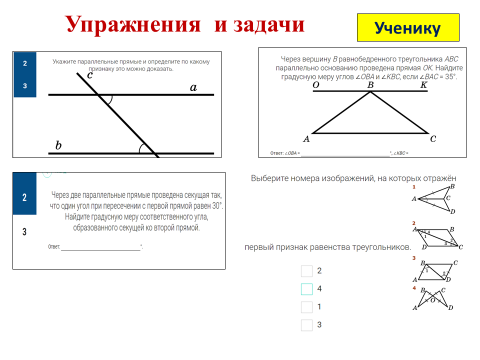 Упражнения и задачи
Ученику
2
3
Укажите параллельные прямые и определите по какому
признаку это можно доказать.
c
a
b
Через вершину B равнобедренного треугольника ABC
параллельно основанию проведена прямая OK. Найдите
градусную меру углов ∠OBA и ∠KBC, если ∠BAC = 35°.
O B K
A C
Ответ: ∠OBA = °, ∠KBC =
2
3
Через две параллельные прямые проведена секущая так,
что один угол при пересечении с первой прямой равен 30°.
Найдите градусную меру соответственного угла,
образованного секущей ко второй прямой.
Ответ: °.
Выберите номера изображений, на которых отражён
первый признак равенства треугольников.
2
4
1
3
1
B
A C
D
2
A B
D C
3
B C
A D
4
B C
O
A D